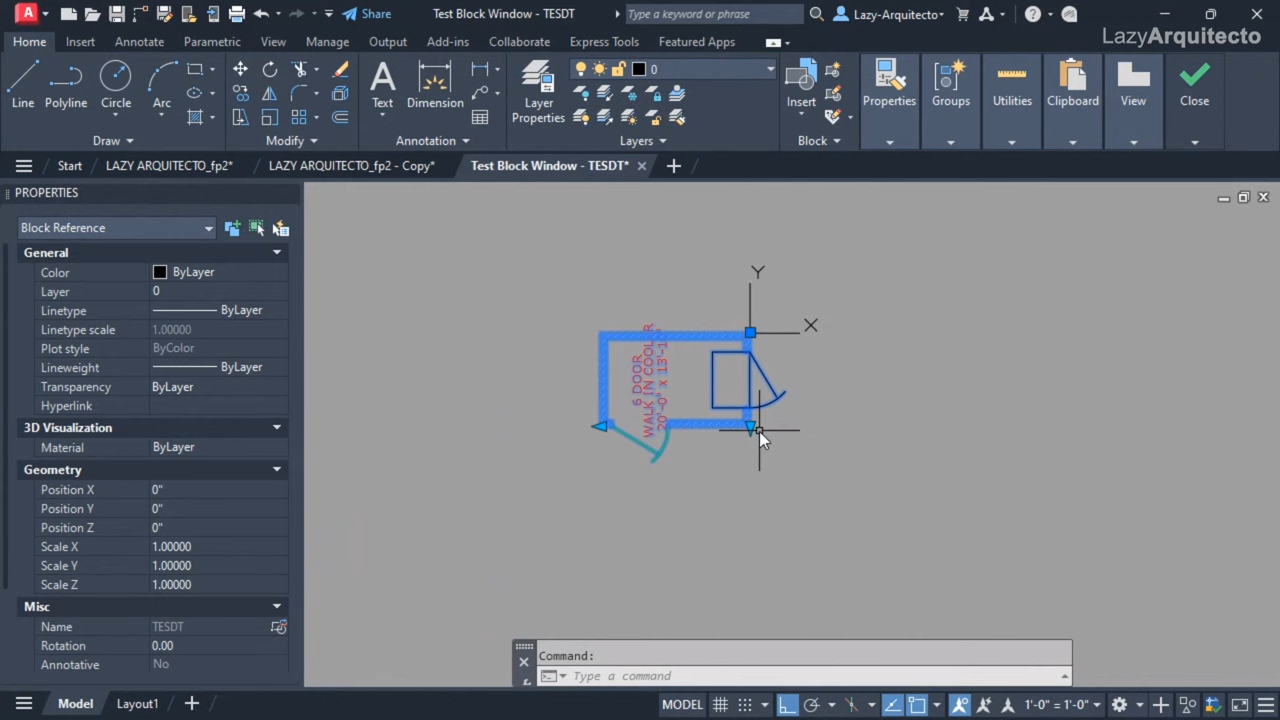 A
Share
Test Block Window - TESDT
Type a keyword or phrase
Lazy-Arquitecto
LazyArquitecto
Home
Insert
Annotate
Parametric
View
Manage
Output
Add-ins
Collaborate
Express Tools
Featured Apps
Line
Polyline
Circle
Arc
Text
Dimension
Layer
Properties
0
Insert
Properties
Groups
Utilities
Clipboard
View
Close
Draw
Modify
Annotation
Layers
Block
Start
LAZY ARQUITECTO_fp2*
LAZY ARQUITECTO_fp2 - Copy*
Test Block Window - TESDT*
PROPERTIES
Block Reference
General
Color ByLayer
Layer 0
Linetype ByLayer
Linetype scale 1.00000
Plot style ByColor
Lineweight ByLayer
Transparency ByLayer
Hyperlink
3D Visualization
Material ByLayer
Geometry
Position X 0"
Position Y 0"
Position Z 0"
Scale X 1.00000
Scale Y 1.00000
Scale Z 1.00000
Misc
Name TESDT
Rotation 0.00
Annotative No
Y
X
6 DOOR
WALK IN COOLER
20'-0" x 13'-1"
Command:
Type a command
Model
Layout1
MODEL
1'-0" = 1'-0"